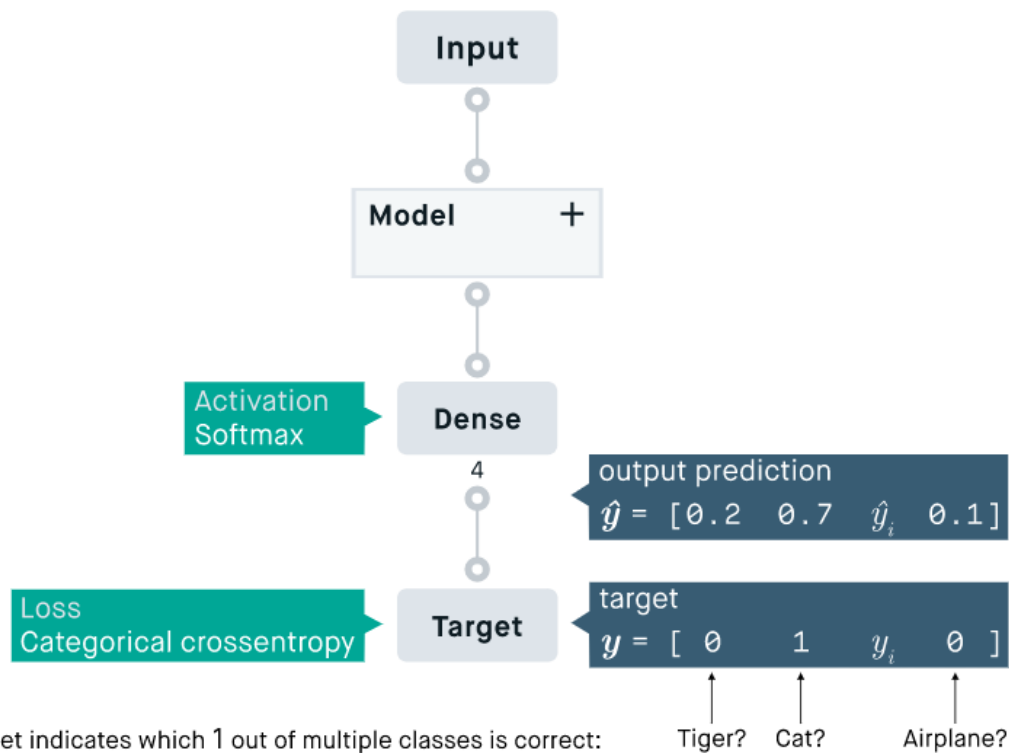 Input
Model +
Activation
Softmax
Dense
4
output prediction
ŷ = [0.2 0.7 ŷᵢ 0.1]
Loss
Categorical crossentropy
Target
target
y = [ 0 1 yᵢ 0 ]
et indicates which 1 out of multiple classes is correct:
Tiger? Cat? Airplane?